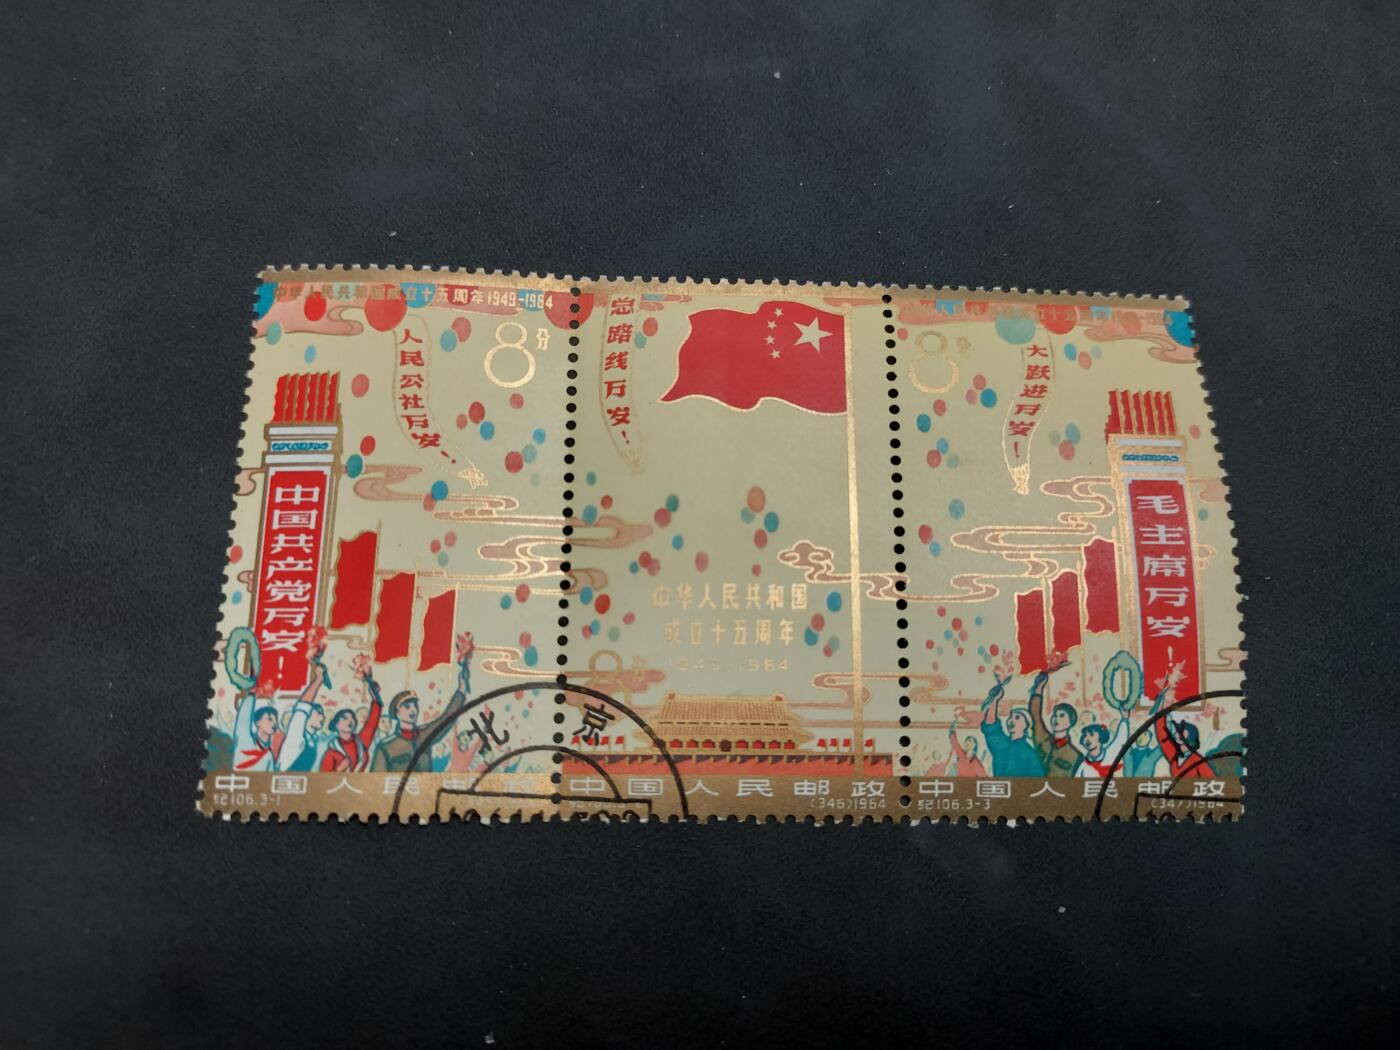 中华人民共和国成立十五周年1949-1964
8分
人民公社万岁！
中国共产党万岁！
中国人民邮政
纪106.3-1
总路线万岁！
中华人民共和国
成立十五周年
1949-1964
8分
北京
中国人民邮政
(346)1964
8分
大跃进万岁！
毛主席万岁！
北
中国人民邮政
纪106.3-3
(347)1964